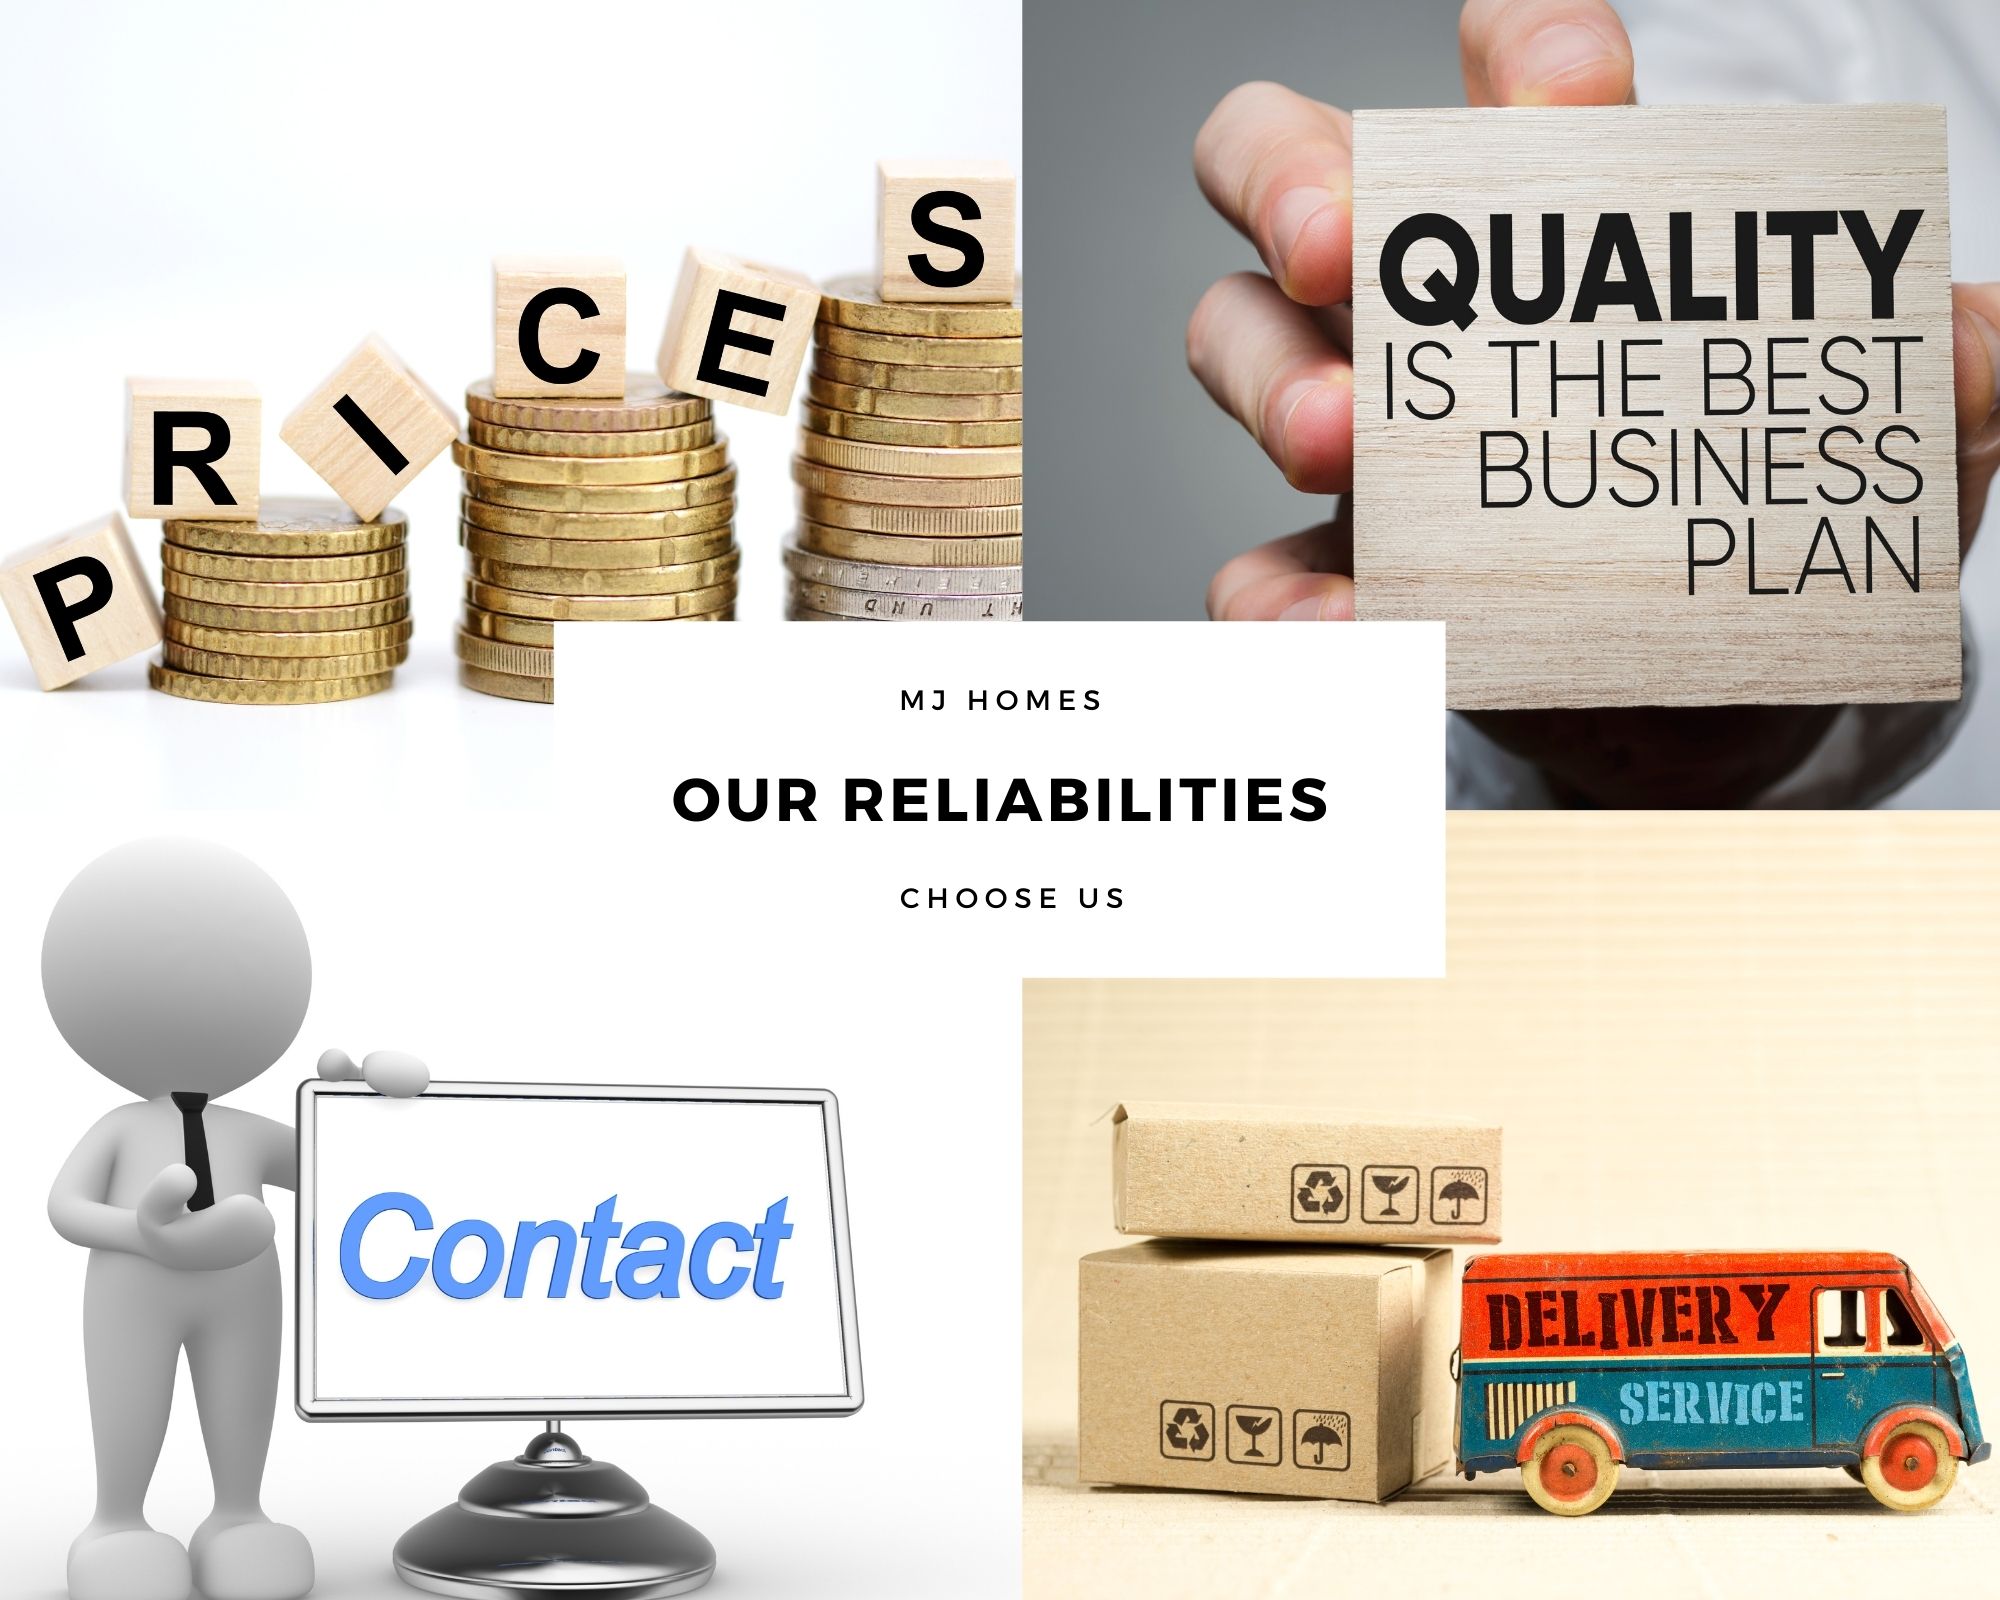 PRICES
QUALITY
IS THE BEST
BUSINESS
PLAN
MJ HOMES
OUR RELIABILITIES
CHOOSE US
Contact
DELIVERY
SERVICE